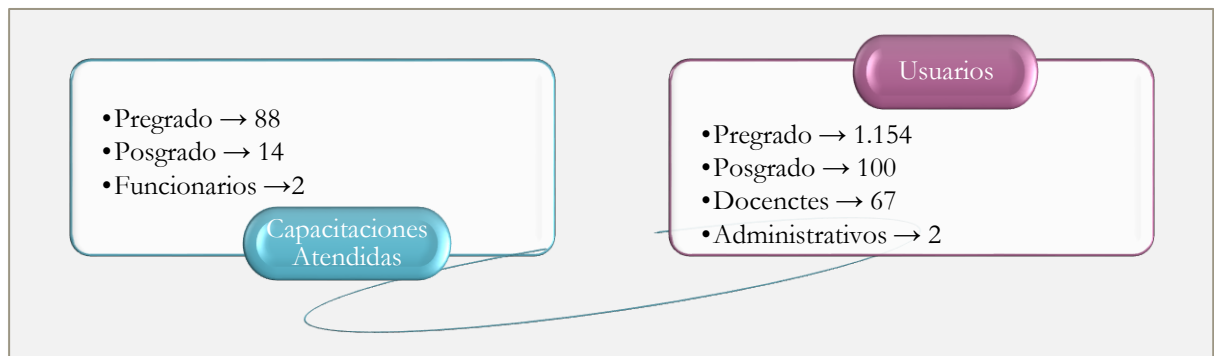 •Pregrado → 88
•Posgrado → 14
•Funcionarios →2
Capacitaciones
Atendidas
Usuarios
•Pregrado → 1.154
•Posgrado → 100
•Docenctes → 67
•Administrativos → 2